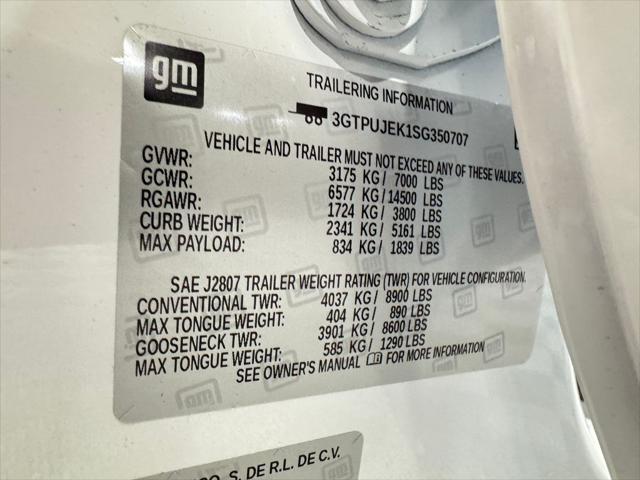 gm
TRAILERING INFORMATION
3GTPUJEK1SG350707
VEHICLE AND TRAILER MUST NOT EXCEED ANY OF THESE VALUES.
GVWR: 3175 KG / 7000 LBS
GCWR: 6577 KG / 14500 LBS
RGAWR: 1724 KG / 3800 LBS
CURB WEIGHT: 2341 KG / 5161 LBS
MAX PAYLOAD: 834 KG / 1839 LBS
SAE J2807 TRAILER WEIGHT RATING (TWR) FOR VEHICLE CONFIGURATION.
CONVENTIONAL TWR: 4037 KG / 8900 LBS
MAX TONGUE WEIGHT: 404 KG / 890 LBS
GOOSENECK TWR: 3901 KG / 8600 LBS
MAX TONGUE WEIGHT: 585 KG / 1290 LBS
SEE OWNER'S MANUAL FOR MORE INFORMATION
S. DE R.L. DE C.V.